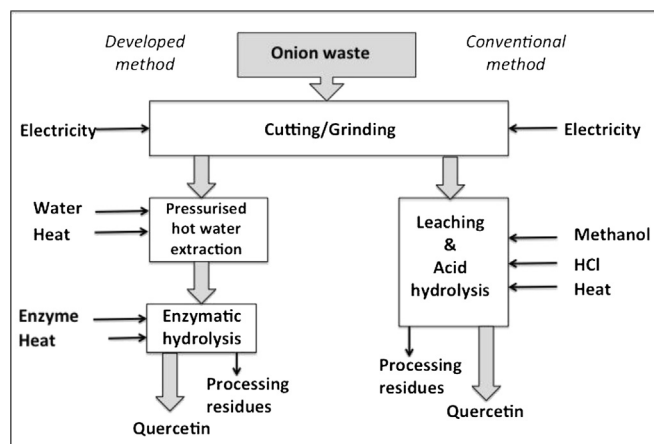 Developed
method
Onion waste
Conventional
method
Electricity
Cutting/Grinding
Electricity
Water
Heat
Pressurised
hot water
extraction
Leaching
&
Acid
hydrolysis
Methanol
HCl
Heat
Enzyme
Heat
Enzymatic
hydrolysis
Processing
residues
Quercetin
Processing
residues
Quercetin